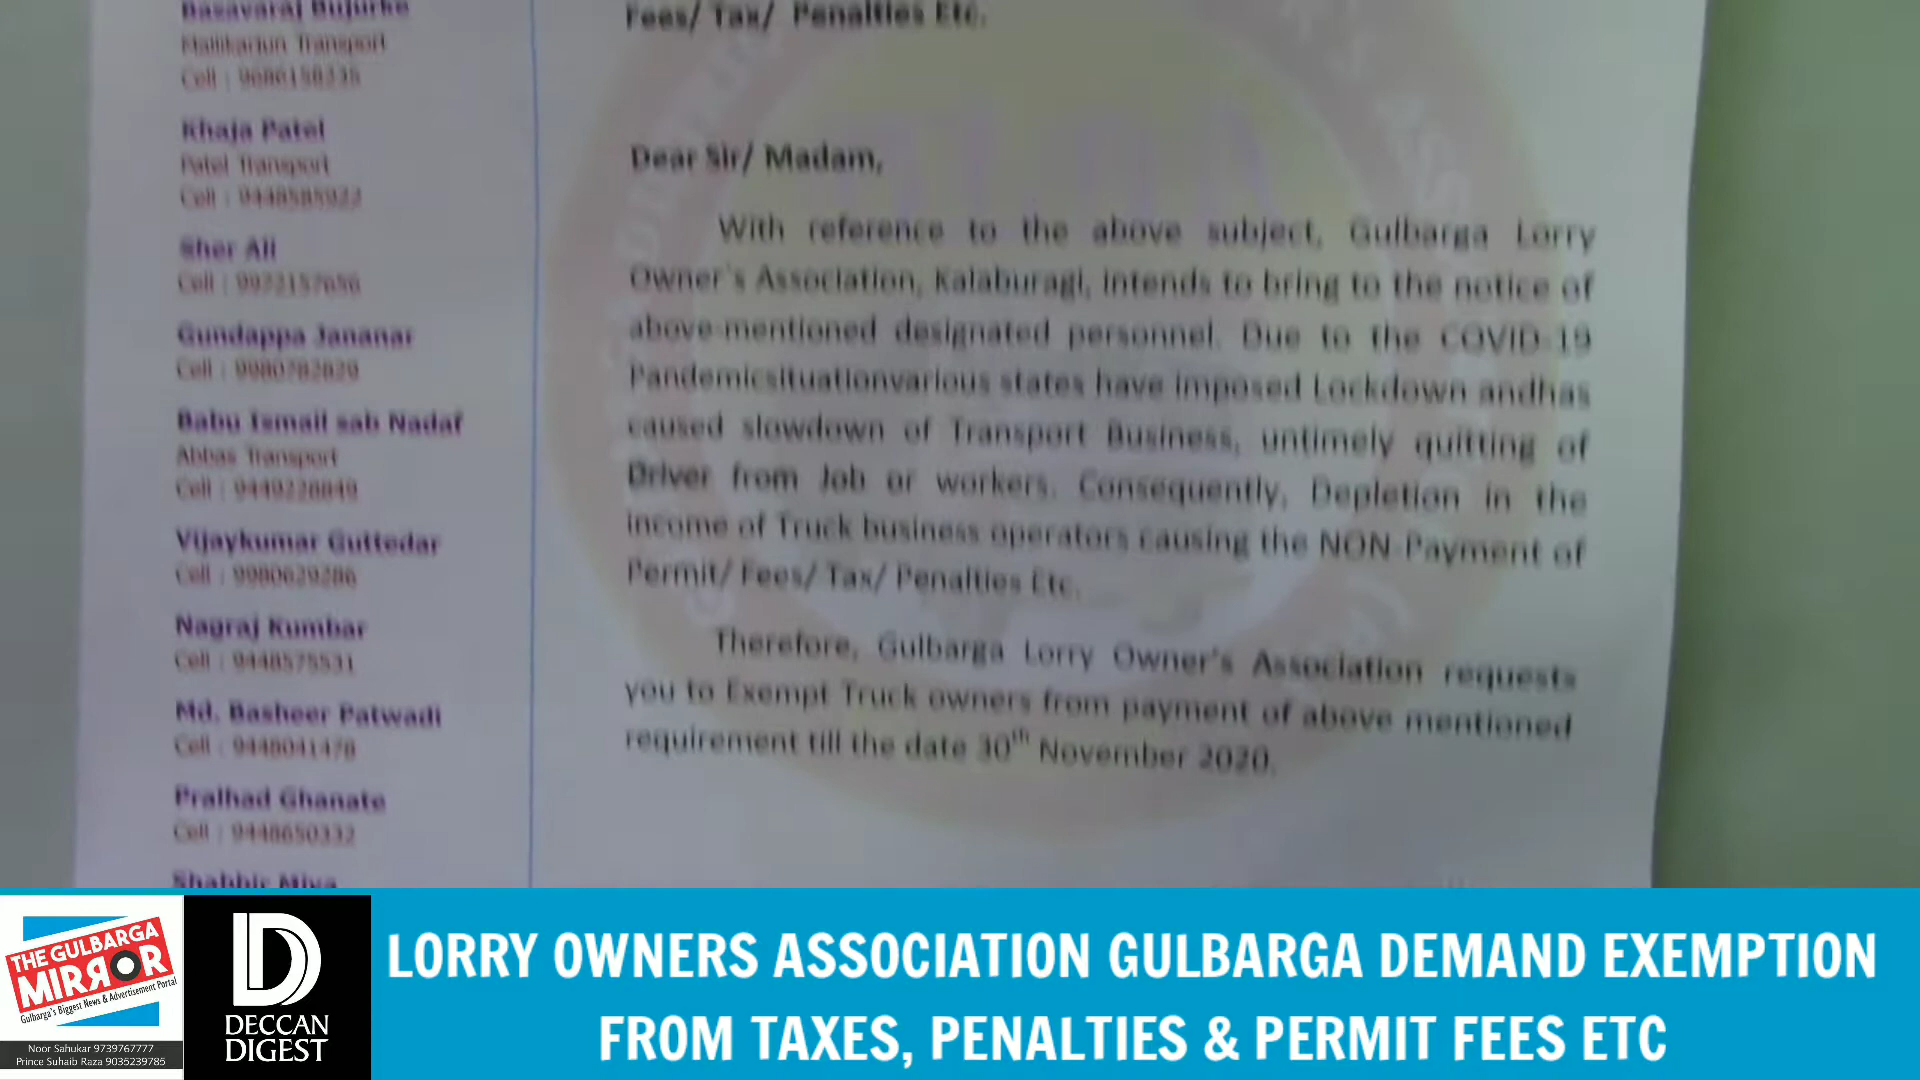 Basavaraj Bujurke
Mallikarjun Transport
Cell : 9686158235
Khaja Patel
Patel Transport
Cell : 9448585922
Sher Ali
Cell : 9972157656
Gundappa Jananar
Cell : 9980782829
Babu Ismail sab Nadaf
Abbas Transport
Cell : 9449228849
Vijaykumar Guttedar
Cell : 9980629286
Nagraj Kumbar
Cell : 9448575531
Md. Basheer Patwadi
Cell : 9448041478
Pralhad Ghanate
Cell : 9448650332
Shabbir Miya
Fees/ Tax/ Penalties Etc.
Dear Sir/ Madam,
With reference to the above subject, Gulbarga Lorry
Owner's Association, Kalaburagi, intends to bring to the notice of
above-mentioned designated personnel. Due to the COVID-19
Pandemicsituationvarious states have imposed Lockdown andhas
caused slowdown of Transport Business, untimely quitting of
Driver from Job or workers. Consequently, Depletion in the
income of Truck business operators causing the NON-Payment of
Permit/ Fees/ Tax/ Penalties Etc.
Therefore, Gulbarga Lorry Owner's Association requests
you to Exempt Truck owners from payment of above mentioned
requirement till the date 30th November 2020.
THE GULBARGA
MIRROR
Gulbarga's Biggest News & Advertisement Portal
Noor Sahukar 9739767777
Prince Suhaib Raza 9035239785
DECCAN
DIGEST
LORRY OWNERS ASSOCIATION GULBARGA DEMAND EXEMPTION
FROM TAXES, PENALTIES & PERMIT FEES ETC